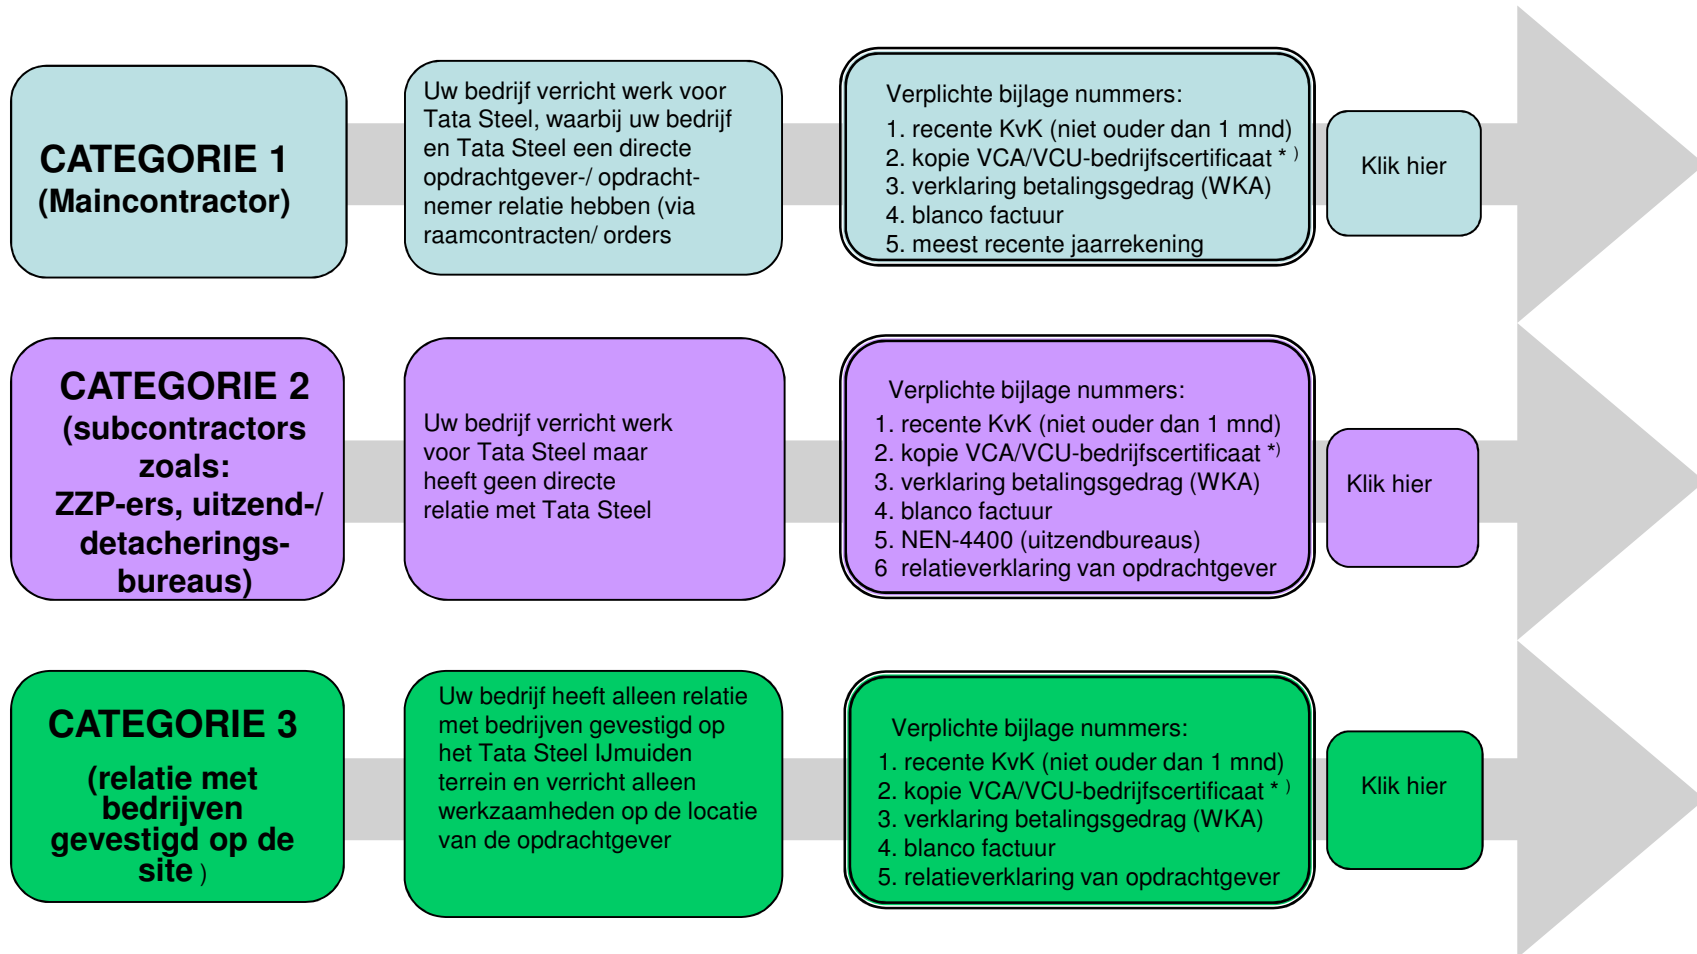 CATEGORIE 1
(Maincontractor)
Uw bedrijf verricht werk voor
Tata Steel, waarbij uw bedrijf
en Tata Steel een directe
opdrachtgever-/ opdracht-
nemer relatie hebben (via
raamcontracten/ orders
Verplichte bijlage nummers:
1. recente KvK (niet ouder dan 1 mnd)
2. kopie VCA/VCU-bedrijfscertificaat * )
3. verklaring betalingsgedrag (WKA)
4. blanco factuur
5. meest recente jaarrekening
Klik hier
CATEGORIE 2
(subcontractors
zoals:
ZZP-ers, uitzend-/
detacherings-
bureaus)
Uw bedrijf verricht werk
voor Tata Steel maar
heeft geen directe
relatie met Tata Steel
Verplichte bijlage nummers:
1. recente KvK (niet ouder dan 1 mnd)
2. kopie VCA/VCU-bedrijfscertificaat *)
3. verklaring betalingsgedrag (WKA)
4. blanco factuur
5. NEN-4400 (uitzendbureaus)
6 relatieverklaring van opdrachtgever
Klik hier
CATEGORIE 3
(relatie met
bedrijven
gevestigd op de
site )
Uw bedrijf heeft alleen relatie
met bedrijven gevestigd op
het Tata Steel IJmuiden
terrein en verricht alleen
werkzaamheden op de locatie
van de opdrachtgever
Verplichte bijlage nummers:
1. recente KvK (niet ouder dan 1 mnd)
2. kopie VCA/VCU-bedrijfscertificaat * )
3. verklaring betalingsgedrag (WKA)
4. blanco factuur
5. relatieverklaring van opdrachtgever
Klik hier